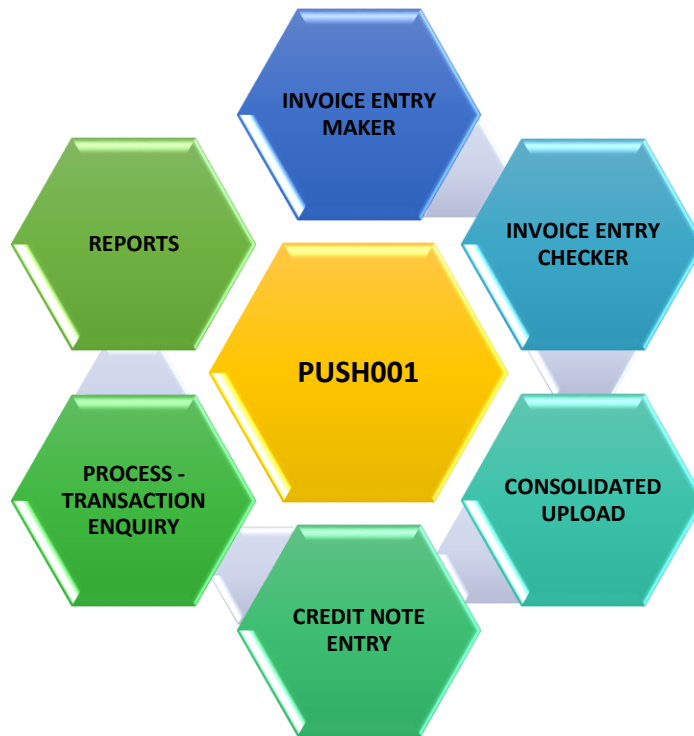 INVOICE ENTRY
MAKER
INVOICE ENTRY
CHECKER
REPORTS
PUSH001
CONSOLIDATED
UPLOAD
PROCESS -
TRANSACTION
ENQUIRY
CREDIT NOTE
ENTRY